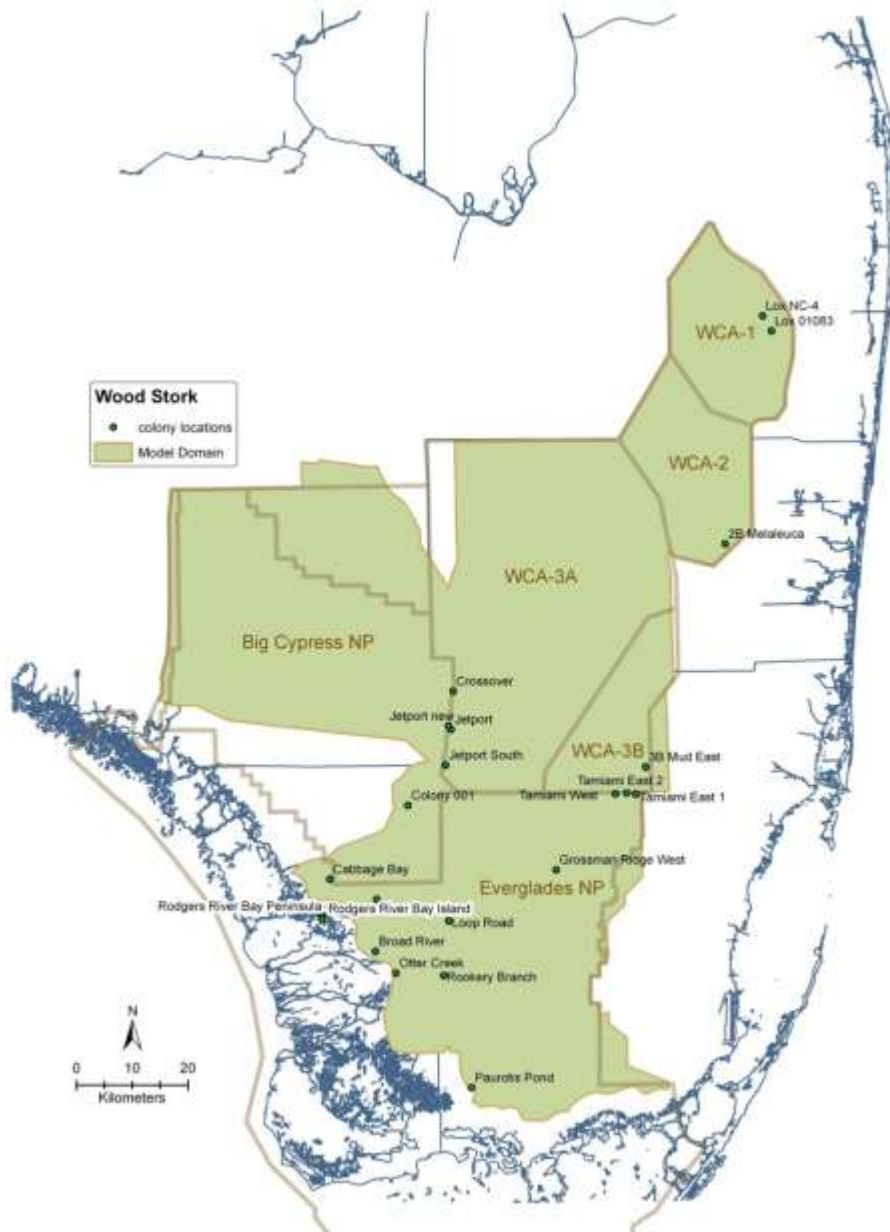 Lox NC-4
Lox 01083
WCA-1
Wood Stork
colony locations
Model Domain
WCA-2
2B Melaleuca
WCA-3A
Big Cypress NP
Crossover
Jetport new
Jetport
WCA-3B
Jetport South
3B Mud East
Tamiami East 2
Tamiami West
Tamiami East 1
Colony 001
Grossman Ridge West
Cabbage Bay
Everglades NP
Rodgers River Bay Peninsula
Rodgers River Bay Island
Loop Road
Broad River
Otter Creek
Rookery Branch
N
0 10 20
Kilometers
Paurotis Pond